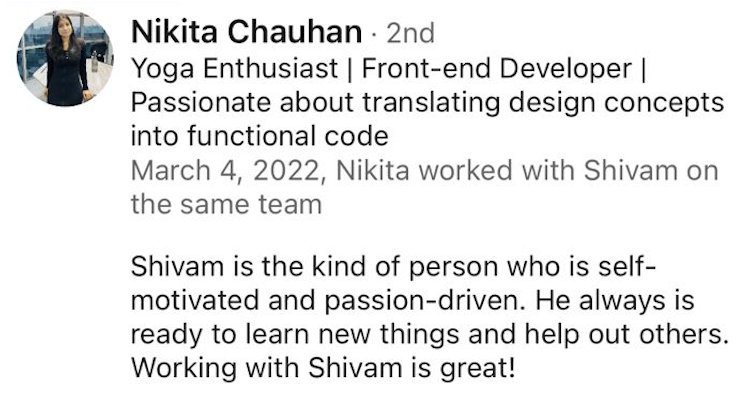 Nikita Chauhan · 2nd
Yoga Enthusiast | Front-end Developer |
Passionate about translating design concepts
into functional code
March 4, 2022, Nikita worked with Shivam on
the same team
Shivam is the kind of person who is self-
motivated and passion-driven. He always is
ready to learn new things and help out others.
Working with Shivam is great!